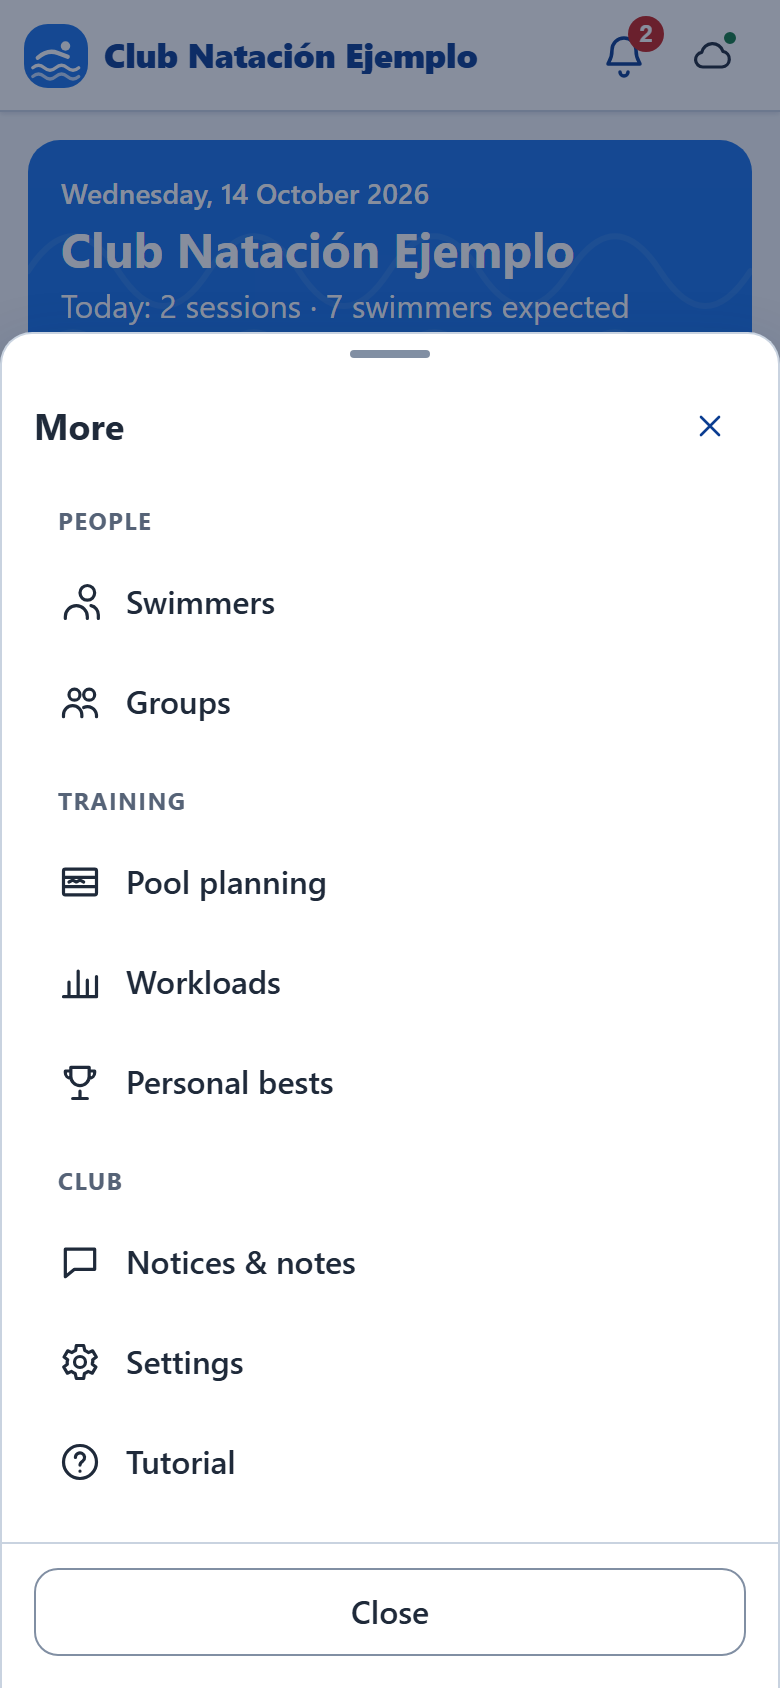 Club Natación Ejemplo
2
Wednesday, 14 October 2026
Club Natación Ejemplo
Today: 2 sessions · 7 swimmers expected
More
PEOPLE
Swimmers
Groups
TRAINING
Pool planning
Workloads
Personal bests
CLUB
Notices & notes
Settings
Tutorial
Close